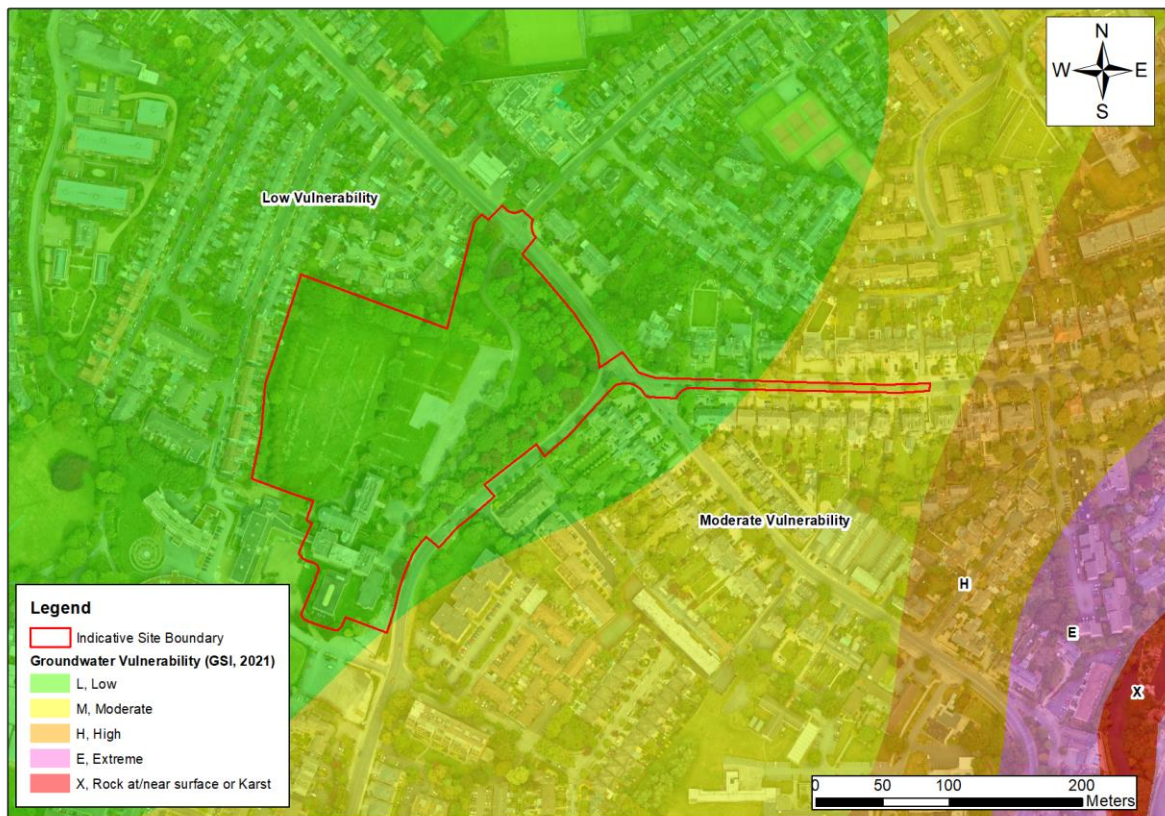 N
W E
S
Low Vulnerability
Moderate Vulnerability
H
E
X
Legend
Indicative Site Boundary
Groundwater Vulnerability (GSI, 2021)
L, Low
M, Moderate
H, High
E, Extreme
X, Rock at/near surface or Karst
0 50 100 200
Meters